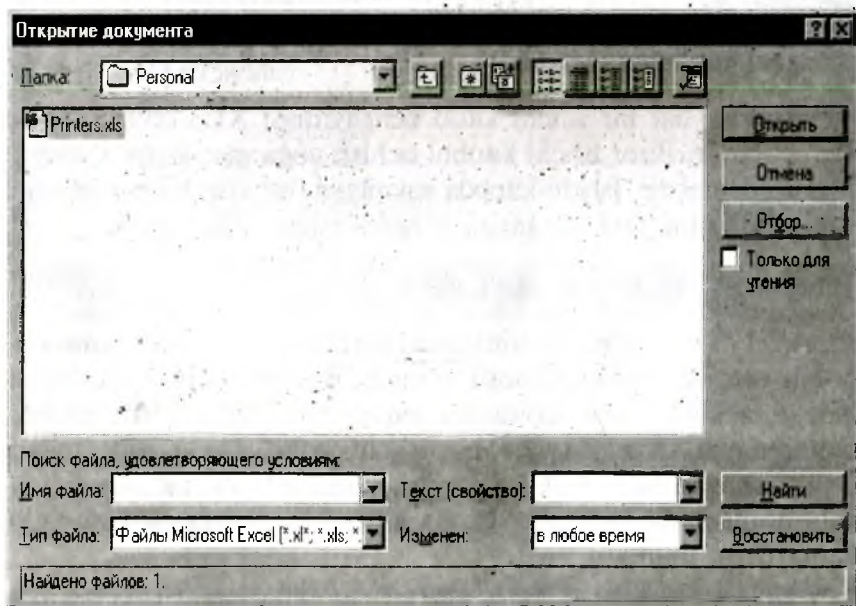 Открытие документа
Папка: Personal
Printers.xls
Открыть
Отмена
Отбор...
Только для
чтения
Поиск файла, удовлетворяющего условиям:
Имя файла: Текст (свойство): Найти
Тип файла: Файлы Microsoft Excel (*.xl*; *.xls; *. Изменен: в любое время Восстановить
Найдено файлов: 1.